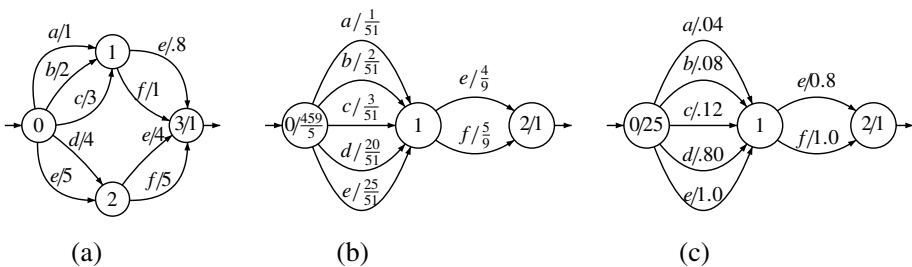 a/1
b/2
c/3
d/4
e/5
0
1
2
e/.8
f/1
e/4
f/5
3/1
(a)
a/1/51
b/2/51
c/3/51
d/20/51
e/25/51
0/459/5
1
e/4/9
f/5/9
2/1
(b)
a/.04
b/.08
c/.12
d/.80
e/1.0
0/25
1
e/0.8
f/1.0
2/1
(c)